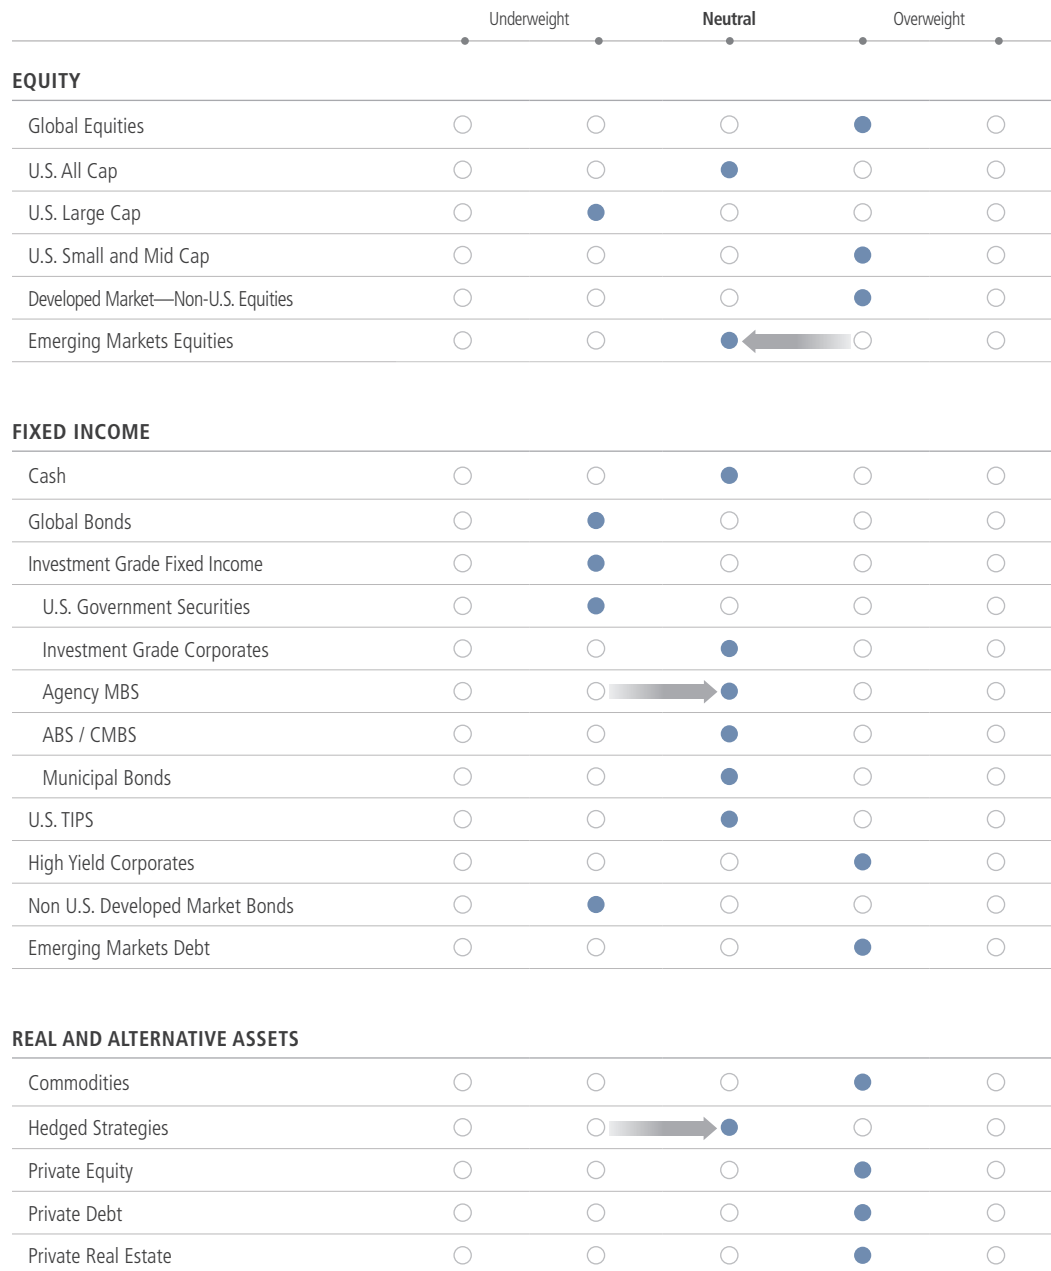 Underweight Neutral Overweight
EQUITY
Global Equities
U.S. All Cap
U.S. Large Cap
U.S. Small and Mid Cap
Developed Market—Non-U.S. Equities
Emerging Markets Equities
FIXED INCOME
Cash
Global Bonds
Investment Grade Fixed Income
U.S. Government Securities
Investment Grade Corporates
Agency MBS
ABS / CMBS
Municipal Bonds
U.S. TIPS
High Yield Corporates
Non U.S. Developed Market Bonds
Emerging Markets Debt
REAL AND ALTERNATIVE ASSETS
Commodities
Hedged Strategies
Private Equity
Private Debt
Private Real Estate